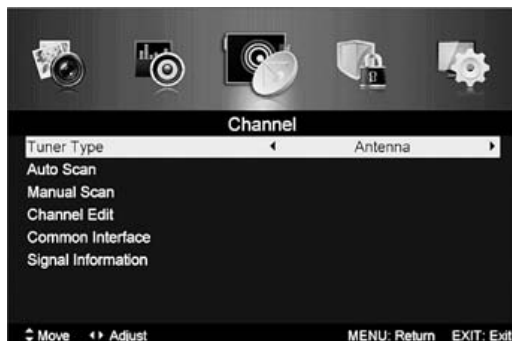 Channel
Tuner Type Antenna
Auto Scan
Manual Scan
Channel Edit
Common Interface
Signal Information
Move Adjust MENU: Return EXIT: Exit